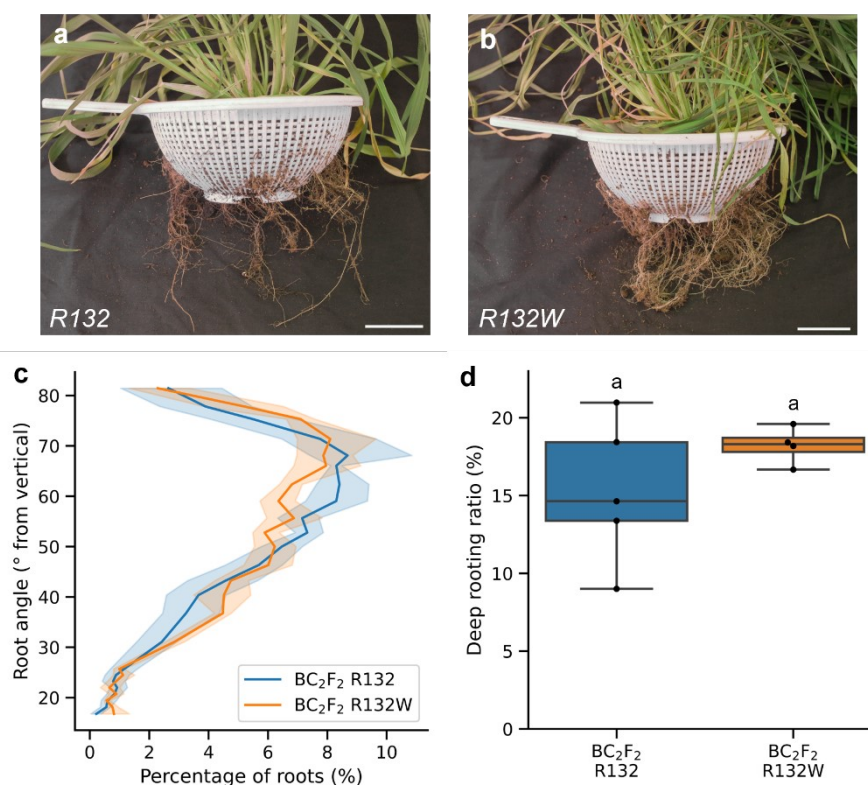 a
R132
b
R132W
c
Root angle (° from vertical)
80
70
60
50
40
30
20
BC₂F₂ R132
BC₂F₂ R132W
0
2
4
6
8
10
Percentage of roots (%)
d
Deep rooting ratio (%)
20
15
10
5
0
a
a
BC₂F₂
R132
BC₂F₂
R132W